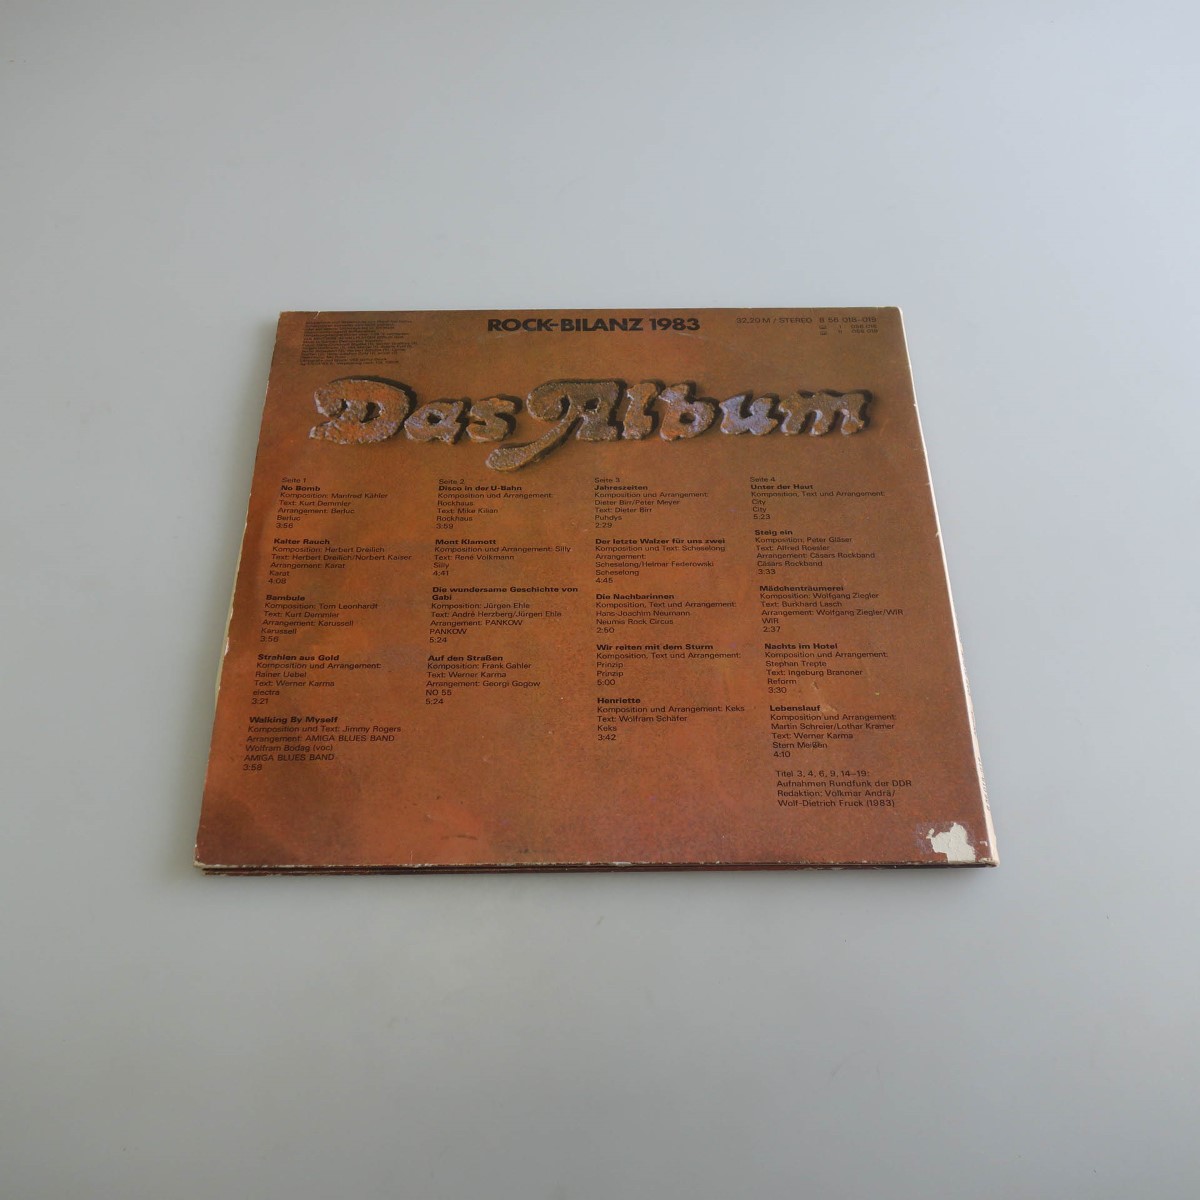 ROCK-BILANZ 1983
32,20 M / STEREO 8 56 018-019
Das Album
Seite 1
No Bomb
Komposition: Manfred Kähler
Text: Kurt Demmler
Arrangement: Berluc
Berluc
3:56
Kalter Rauch
Komposition: Herbert Dreilich
Text: Herbert Dreilich/Norbert Kaiser
Arrangement: Karat
Karat
4:08
Bambule
Komposition: Tom Leonhardt
Text: Kurt Demmler
Arrangement: Karussell
Karussell
3:56
Strahlen aus Gold
Komposition und Arrangement:
Rainer Uebel
Text: Werner Karma
electra
3:21
Walking By Myself
Komposition und Text: Jimmy Rogers
Arrangement: AMIGA BLUES BAND
Wolfram Bodag (voc)
AMIGA BLUES BAND
3:58
Seite 2
Disco in der U-Bahn
Komposition und Arrangement:
Rockhaus
Text: Mike Kilian
Rockhaus
3:59
Mont Klamott
Komposition und Arrangement: Silly
Text: René Volkmann
Silly
4:41
Die wundersame Geschichte von
Gabi
Komposition: Jürgen Ehle
Text: André Herzberg/Jürgen Ehle
Arrangement: PANKOW
PANKOW
5:24
Auf den Straßen
Komposition: Frank Gahler
Text: Werner Karma
Arrangement: Georgi Gogow
NO 55
5:24
Seite 3
Jahreszeiten
Komposition und Arrangement:
Dieter Birr/Peter Meyer
Text: Dieter Birr
Puhdys
2:29
Der letzte Walzer für uns zwei
Komposition und Text: Scheselong
Arrangement:
Scheselong/Helmar Federowski
Scheselong
4:45
Die Nachbarinnen
Komposition, Text und Arrangement:
Hans-Joachim Neumann
Neumis Rock Circus
2:50
Wir reiten mit dem Sturm
Komposition, Text und Arrangement:
Prinzip
Prinzip
5:00
Henriette
Komposition und Arrangement: Keks
Text: Wolfram Schäfer
Keks
3:42
Seite 4
Unter der Haut
Komposition, Text und Arrangement:
City
City
5:23
Steig ein
Komposition: Peter Gläser
Text: Alfred Roesler
Arrangement: Cäsars Rockband
Cäsars Rockband
3:33
Mädchenträumerei
Komposition: Wolfgang Ziegler
Text: Burkhard Lasch
Arrangement: Wolfgang Ziegler/WIR
WIR
2:37
Nachts im Hotel
Komposition und Arrangement:
Stephan Trepte
Text: Ingeburg Branoner
Reform
3:30
Lebenslauf
Komposition und Arrangement:
Martin Schreier/Lothar Kramer
Text: Werner Karma
Stern Meißen
4:10
Titel 3, 4, 6, 9, 14–19:
Aufnahmen Rundfunk der DDR
Redaktion: Volkmar Andrä/
Wolf-Dietrich Fruck (1983)